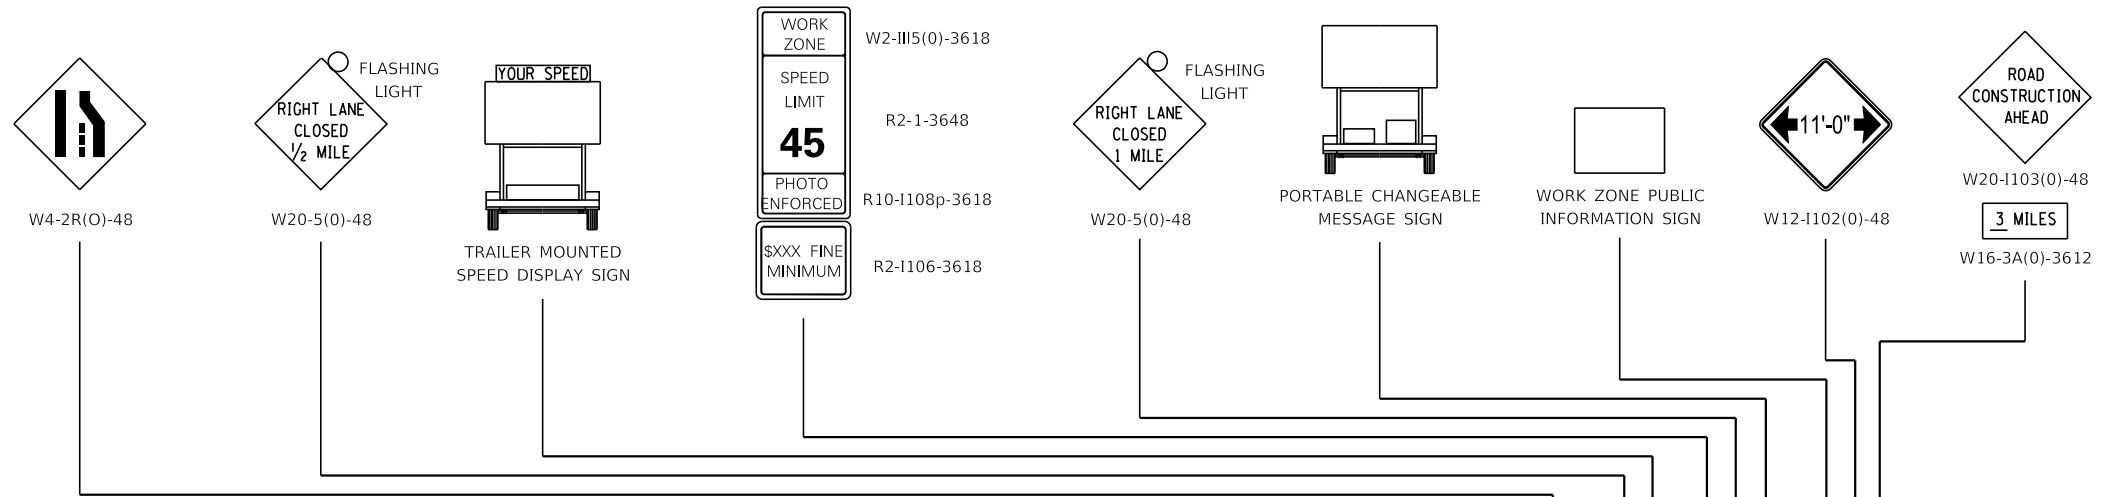 W4-2R(O)-48
RIGHT LANE
CLOSED
1/2 MILE
FLASHING
LIGHT
W20-5(0)-48
YOUR SPEED
TRAILER MOUNTED
SPEED DISPLAY SIGN
WORK
ZONE
SPEED
LIMIT
45
PHOTO
ENFORCED
$XXX FINE
MINIMUM
W2-III5(0)-3618
R2-1-3648
R10-I108p-3618
R2-I106-3618
RIGHT LANE
CLOSED
1 MILE
FLASHING
LIGHT
W20-5(0)-48
PORTABLE CHANGEABLE
MESSAGE SIGN
WORK ZONE PUBLIC
INFORMATION SIGN
11'-0"
W12-I102(0)-48
ROAD
CONSTRUCTION
AHEAD
W20-I103(0)-48
3 MILES
W16-3A(0)-3612